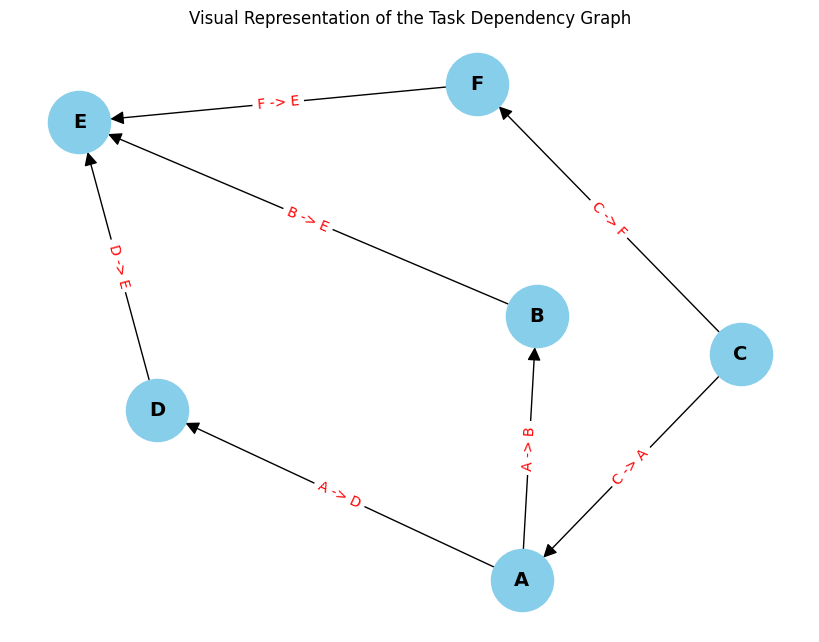 Visual Representation of the Task Dependency Graph
F
F -> E
E
B -> E
C -> F
D -> E
B
C
D
A -> B
C -> A
A -> D
A